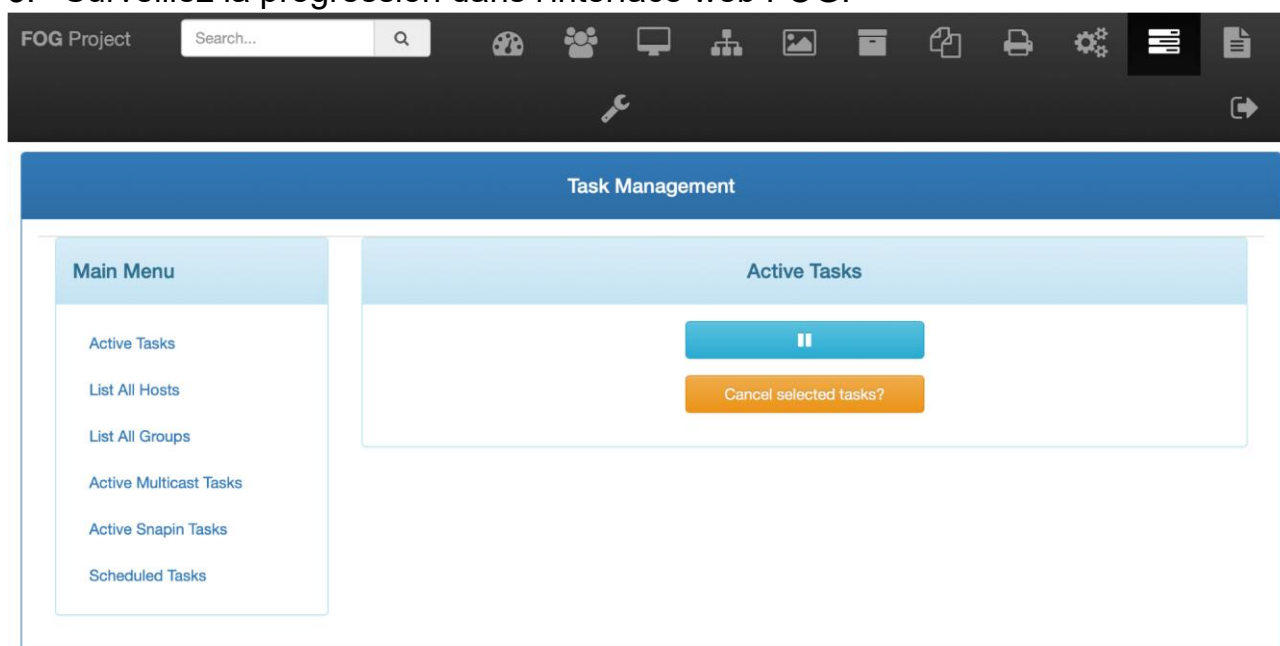 Surveillez la progression dans l'interface web FOG.
FOG Project
Search...
Task Management
Main Menu
Active Tasks
List All Hosts
List All Groups
Active Multicast Tasks
Active Snapin Tasks
Scheduled Tasks
Active Tasks
Cancel selected tasks?